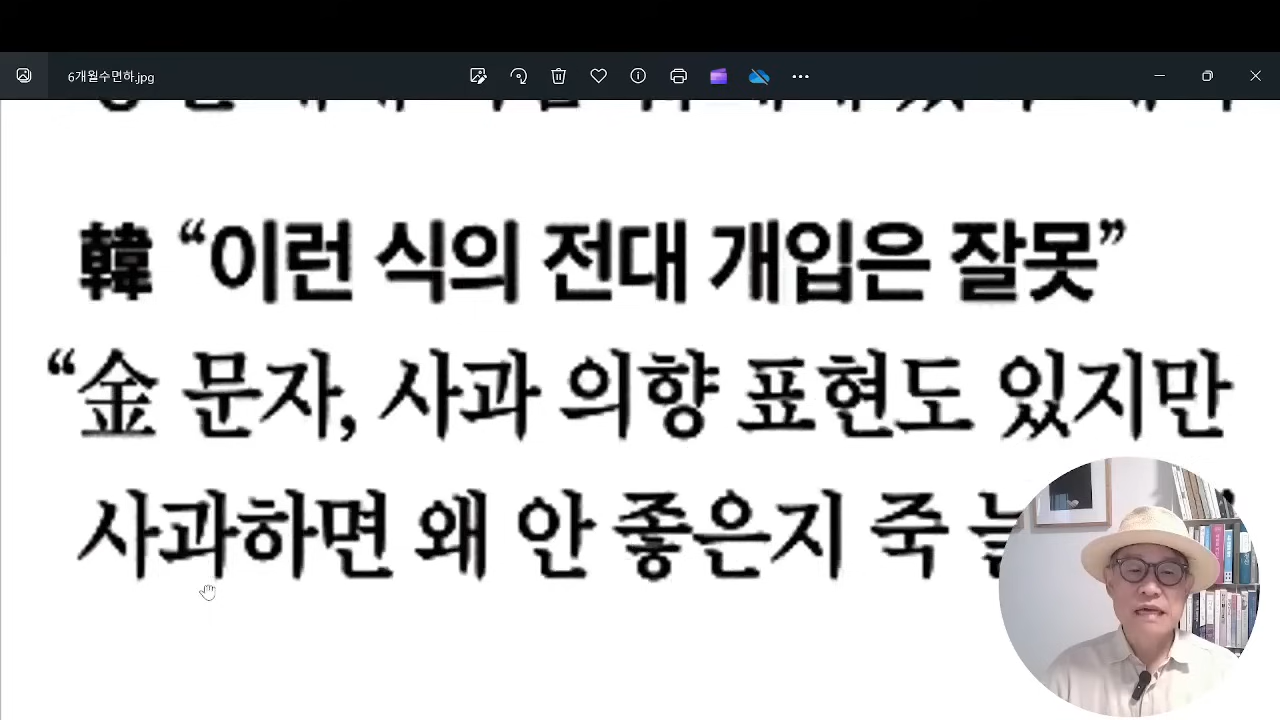 6개월수면하.jpg
韓 “이런 식의 전대 개입은 잘못”
“金 문자, 사과 의향 표현도 있지만
사과하면 왜 안 좋은지 죽